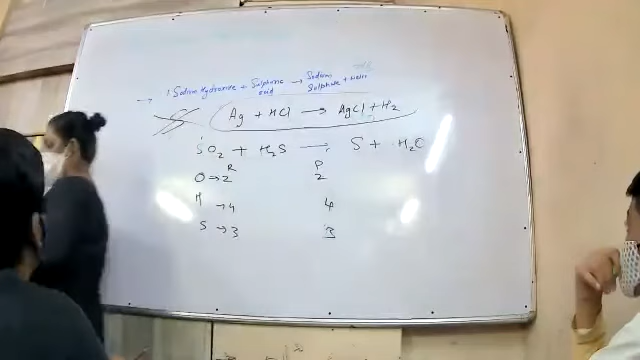 → 1 Sodium Hydroxide + Sulphuric acid → Sodium Sulphate +
Ag + HCl → AgCl + H₂
SO₂ + H₂S → S + H₂O
R P
O → 2 2
H → 4 4
S → 3 3